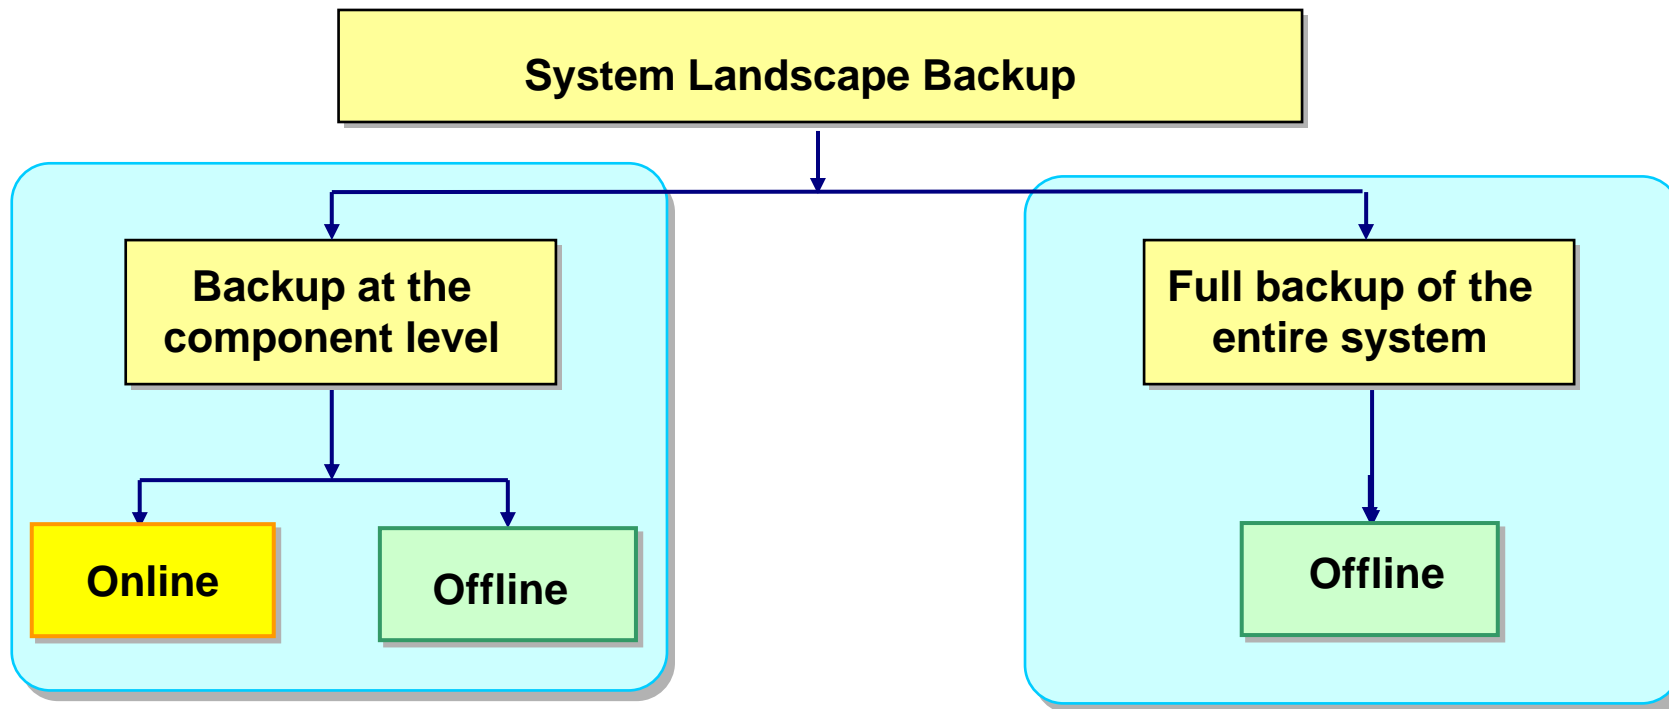 System Landscape Backup
Backup at the
component level
Full backup of the
entire system
Online
Offline
Offline